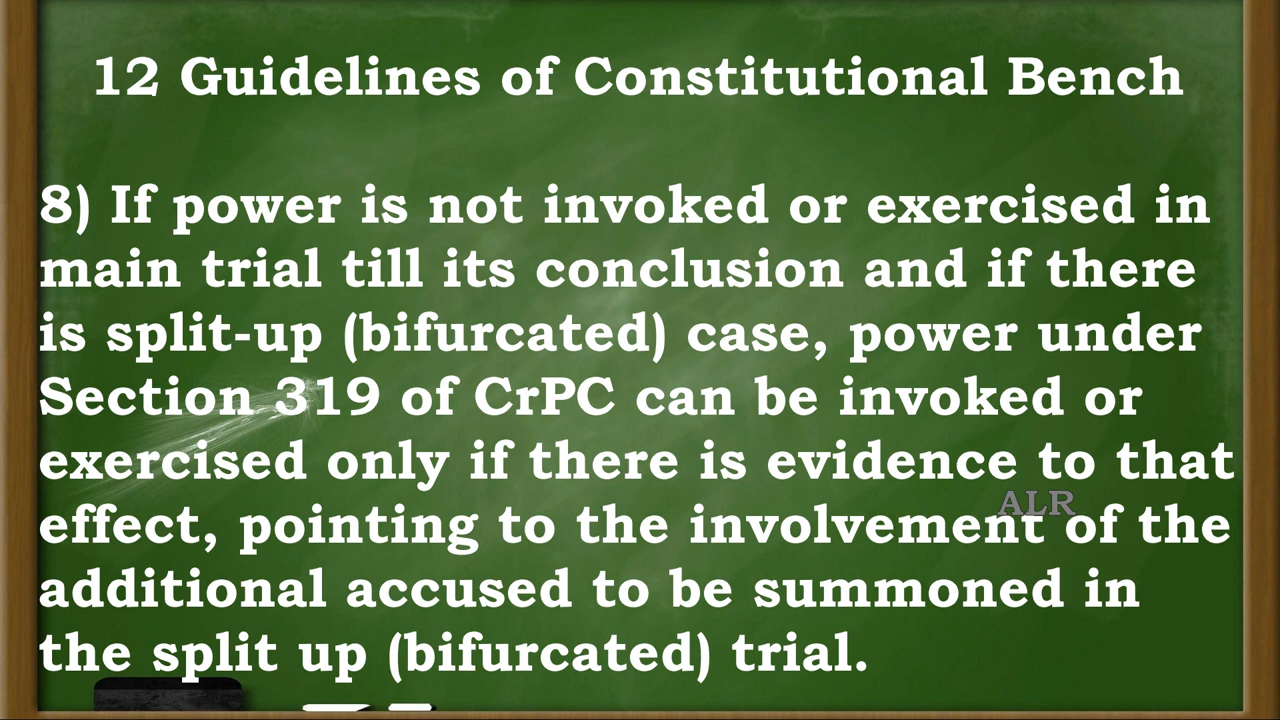 12 Guidelines of Constitutional Bench
8) If power is not invoked or exercised in
main trial till its conclusion and if there
is split-up (bifurcated) case, power under
Section 319 of CrPC can be invoked or
exercised only if there is evidence to that
ALR
effect, pointing to the involvement of the
additional accused to be summoned in
the split up (bifurcated) trial.